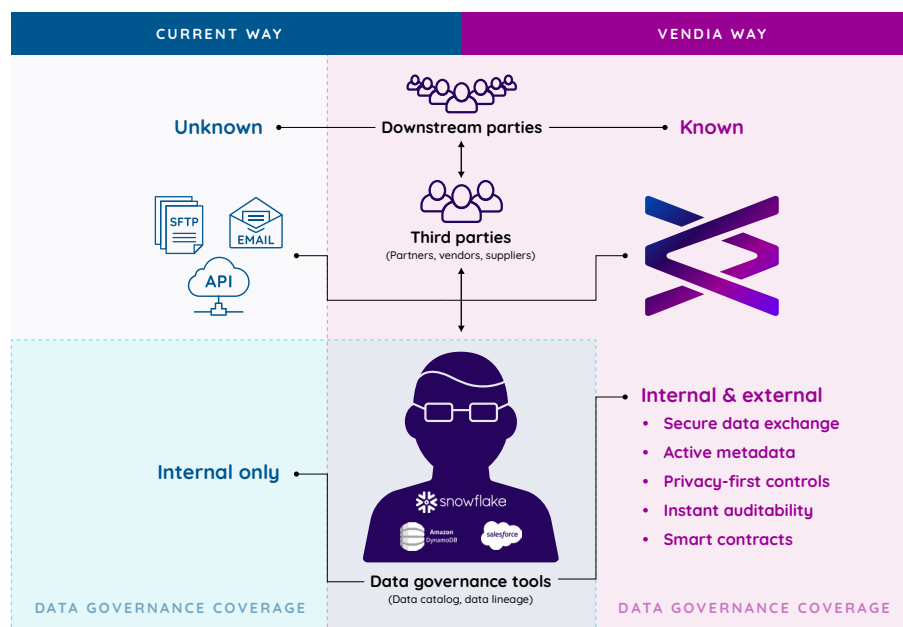 CURRENT WAY
VENDIA WAY
Unknown
Downstream parties
Known
SFTP
EMAIL
API
Third parties
(Partners, vendors, suppliers)
Internal only
snowflake
Amazon
DynamoDB
salesforce
Data governance tools
(Data catalog, data lineage)
Internal & external
• Secure data exchange
• Active metadata
• Privacy-first controls
• Instant auditability
• Smart contracts
DATA GOVERNANCE COVERAGE
DATA GOVERNANCE COVERAGE